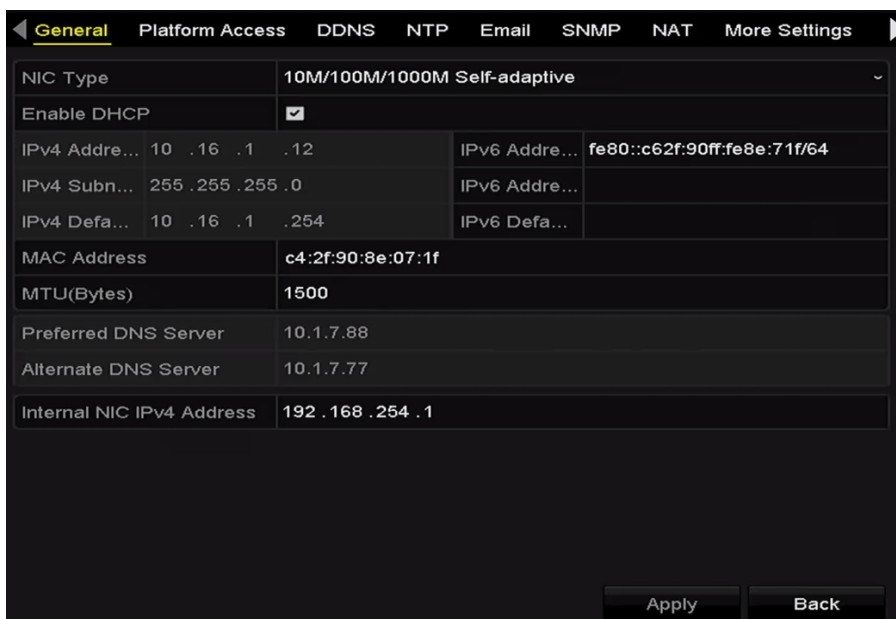 General Platform Access DDNS NTP Email SNMP NAT More Settings
NIC Type 10M/100M/1000M Self-adaptive
Enable DHCP
IPv4 Addre... 10 .16 .1 .12 IPv6 Addre... fe80::c62f:90ff:fe8e:71f/64
IPv4 Subn... 255.255.255.0 IPv6 Addre...
IPv4 Defa... 10 .16 .1 .254 IPv6 Defa...
MAC Address c4:2f:90:8e:07:1f
MTU(Bytes) 1500
Preferred DNS Server 10.1.7.88
Alternate DNS Server 10.1.7.77
Internal NIC IPv4 Address 192 .168 .254 .1
Apply Back